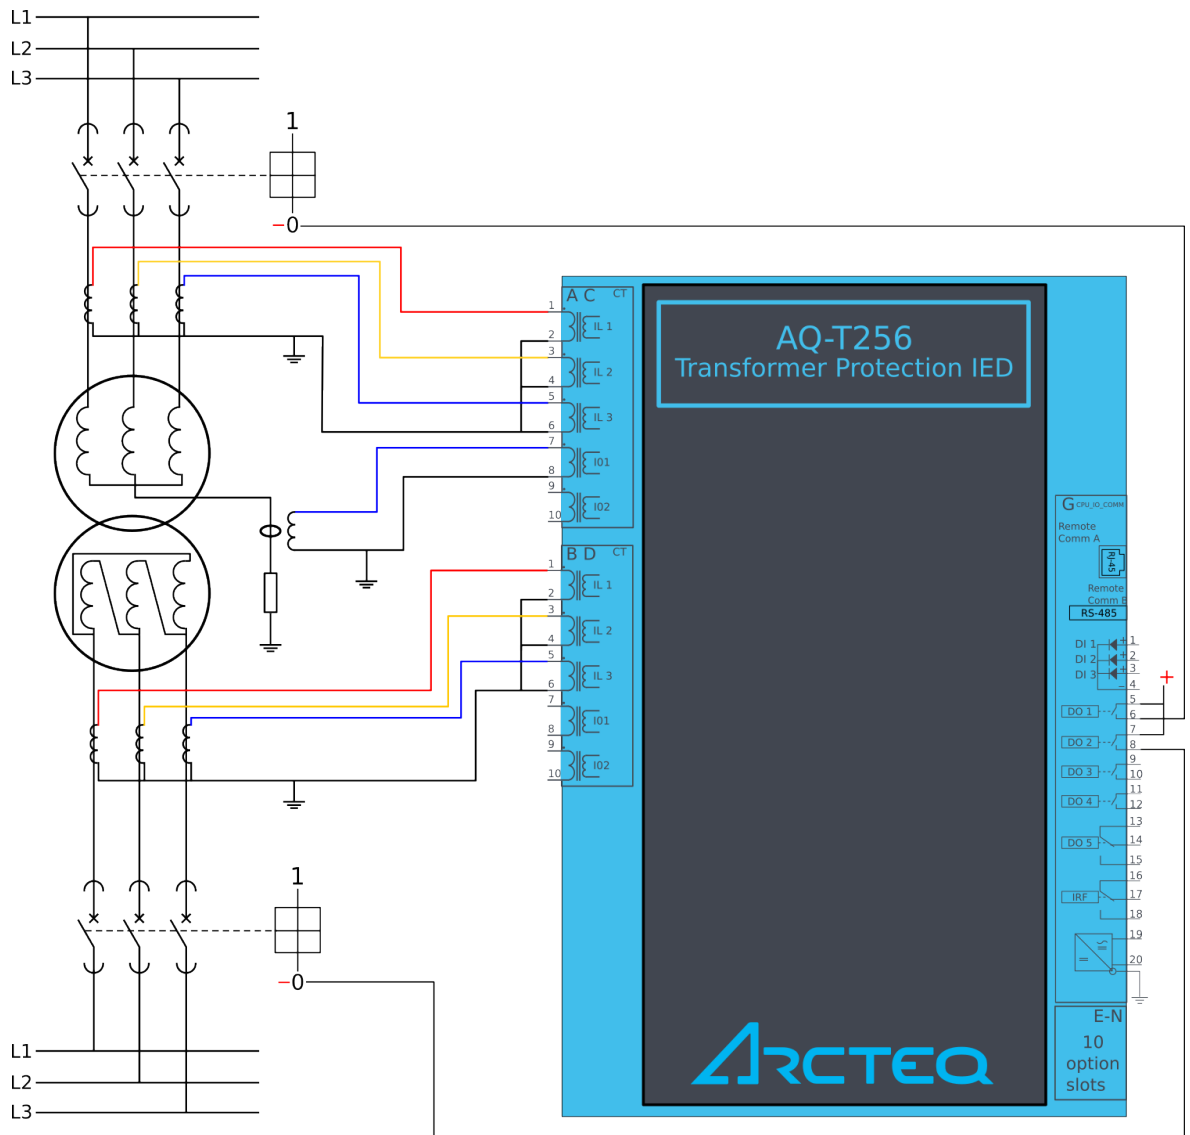 L1
L2
L3
1
−0
A C CT
1
IL 1
2
3
IL 2
4
5
IL 3
6
7
I01
8
9
I02
10
AQ-T256
Transformer Protection IED
B D CT
1
IL 1
2
3
IL 2
4
5
IL 3
6
7
I01
8
9
I02
10
G CPU_IO_COMM
Remote
Comm A
RJ-45
Remote
Comm B
RS-485
DI 1 + 1
DI 2 + 2
DI 3 + 3
- 4
+
5
DO 1 6
7
DO 2 8
9
DO 3 10
11
DO 4 12
13
DO 5 14
15
16
IRF 17
18
19
20
E-N
10
option
slots
ARCTEQ
1
−0
L1
L2
L3